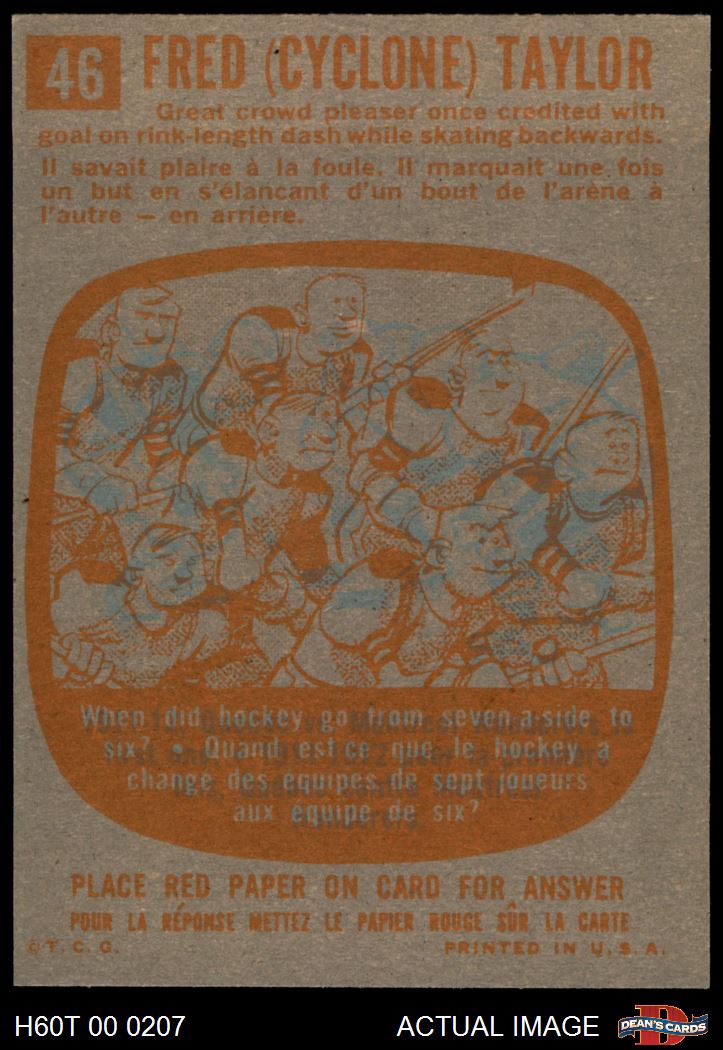 46 FRED (CYCLONE) TAYLOR
Great crowd pleaser once credited with
goal on rink-length dash while skating backwards.
Il savait plaire à la foule. Il marquait une fois
un but en s'élancant d'un bout de l'arène à
l'autre — en arrière.
When did hockey go from seven-a-side to
six? • Quand est-ce que le hockey a
changé des équipes de sept joueurs
aux équipe de six?
PLACE RED PAPER ON CARD FOR ANSWER
POUR LA RÉPONSE METTEZ LE PAPIER ROUGE SÛR LA CARTE
© T. C. G. PRINTED IN U. S. A.
H60T 00 0207 ACTUAL IMAGE DEAN'S CARDS